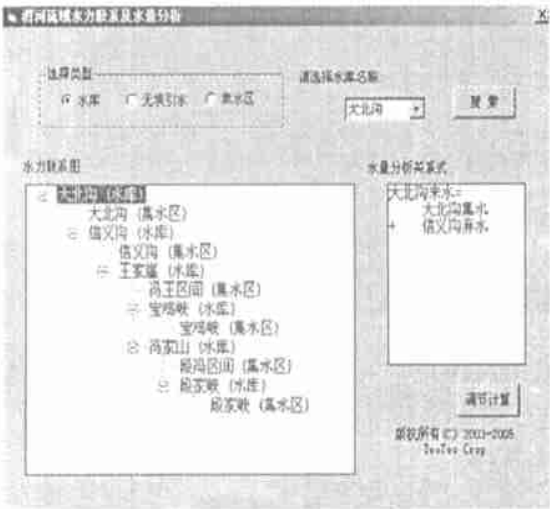 渭河流域水力联系及水量分析
选择类型
水库 无坝引水 集水区
请选择水库名称
大北沟
搜索
水力联系图
水量分析关系式
大北沟 (水库)
大北沟 (集水区)
信义沟 (水库)
信义沟 (集水区)
王家崖 (水库)
冯王区间 (集水区)
宝鸡峡 (水库)
宝鸡峡 (集水区)
冯家山 (水库)
段冯区间 (集水区)
段家峡 (水库)
段家峡 (集水区)
大北沟来水=
大北沟集水
+ 信义沟弃水
调节计算
版权所有 (C) 2003-2005